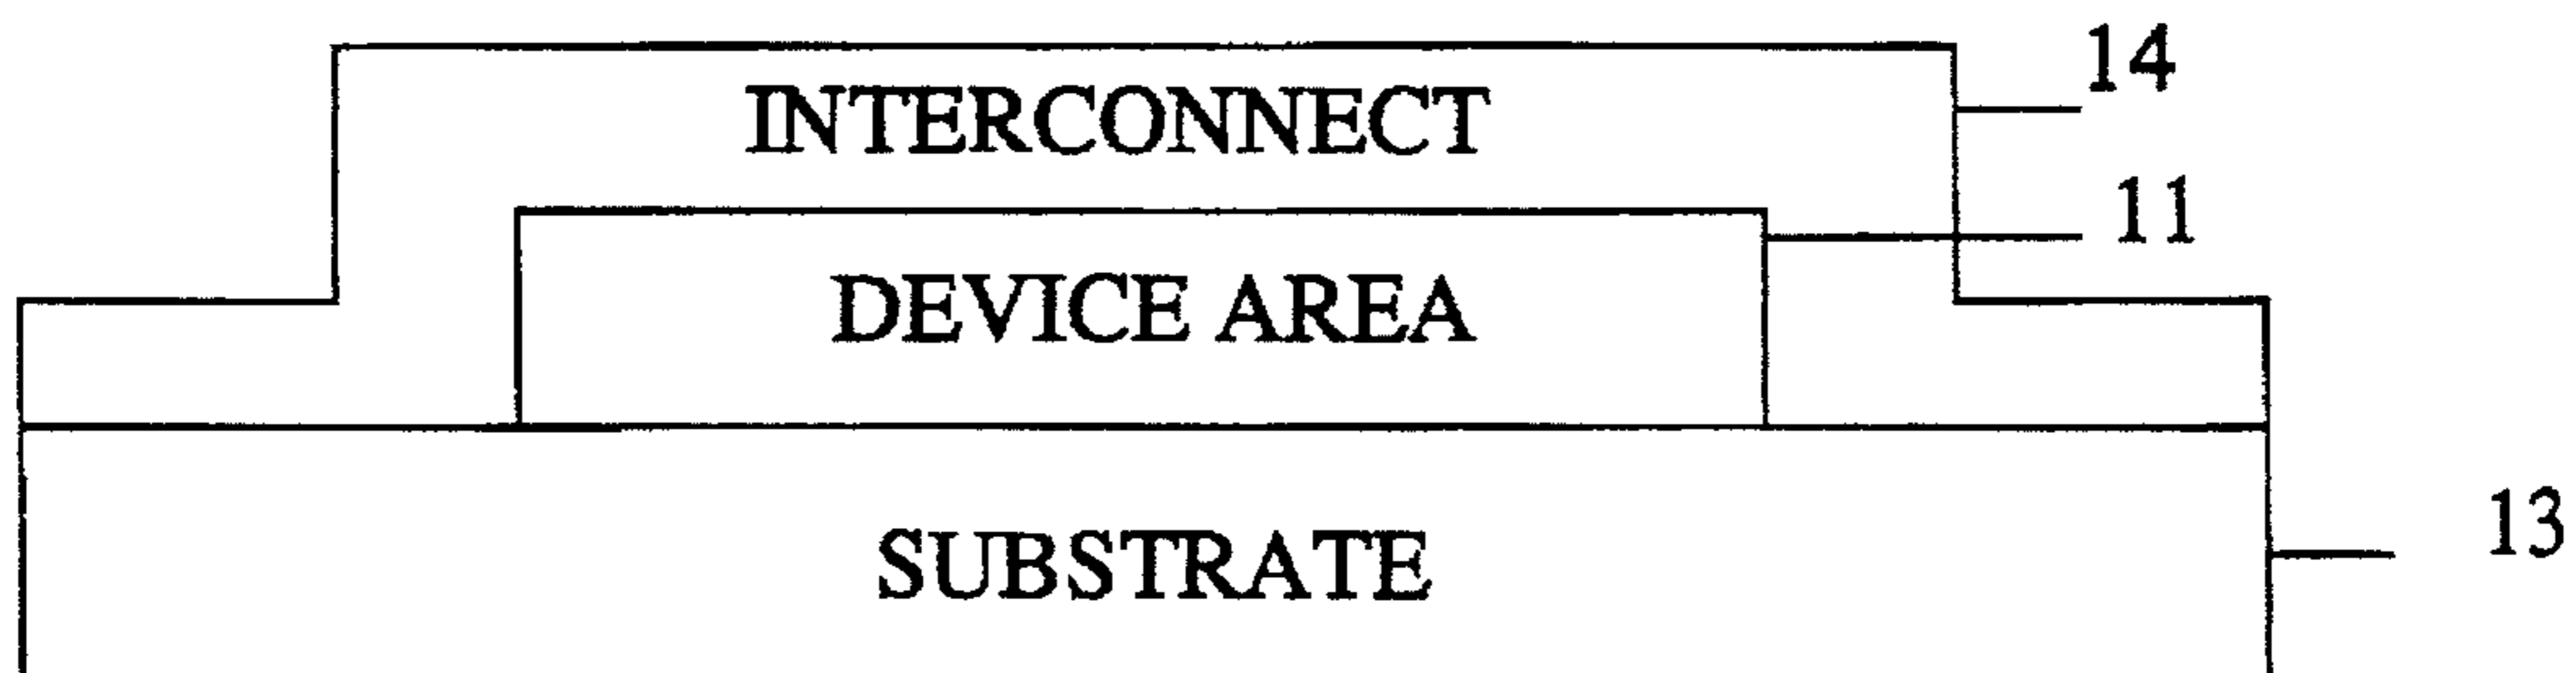 14
INTERCONNECT
11
DEVICE AREA
13
SUBSTRATE